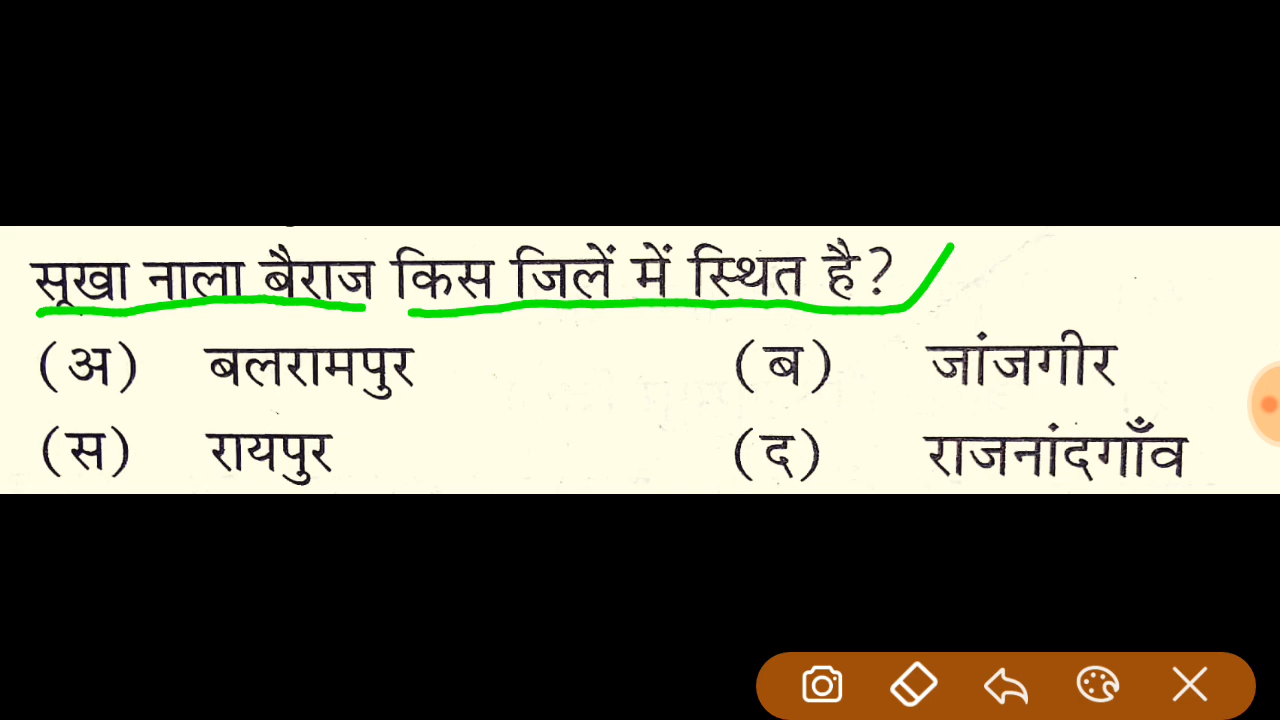 सूखा नाला बैराज किस जिलें में स्थित है?
(अ) बलरामपुर (ब) जांजगीर
(स) रायपुर (द) राजनांदगाँव